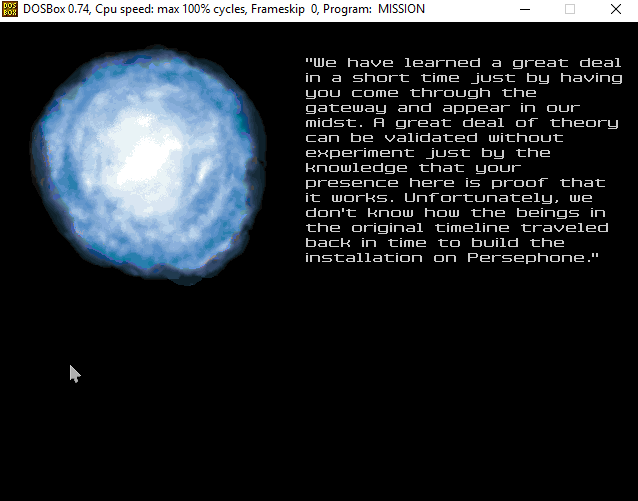 DOS BOX
DOSBox 0.74, Cpu speed: max 100% cycles, Frameskip 0, Program: MISSION
"We have learned a great deal
in a short time just by having
you come through the
gateway and appear in our
midst. A great deal of theory
can be validated without
experiment just by the
knowledge that your
presence here is proof that
it works. Unfortunately, we
don't know how the beings in
the original timeline traveled
back in time to build the
installation on Persephone."